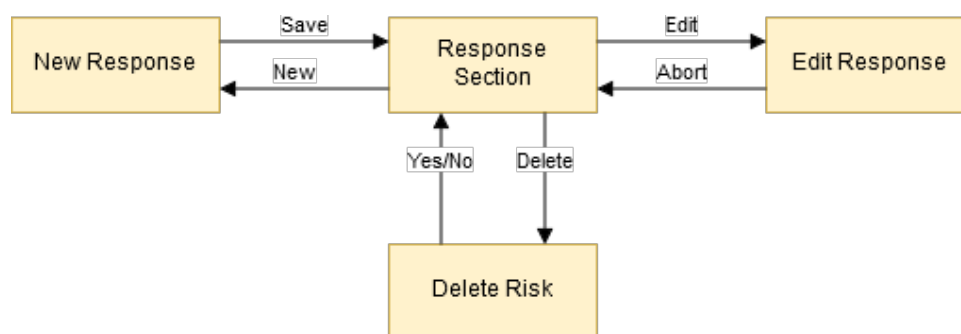 Save
Edit
New Response
Response
Section
Edit Response
New
Abort
Yes/No
Delete
Delete Risk